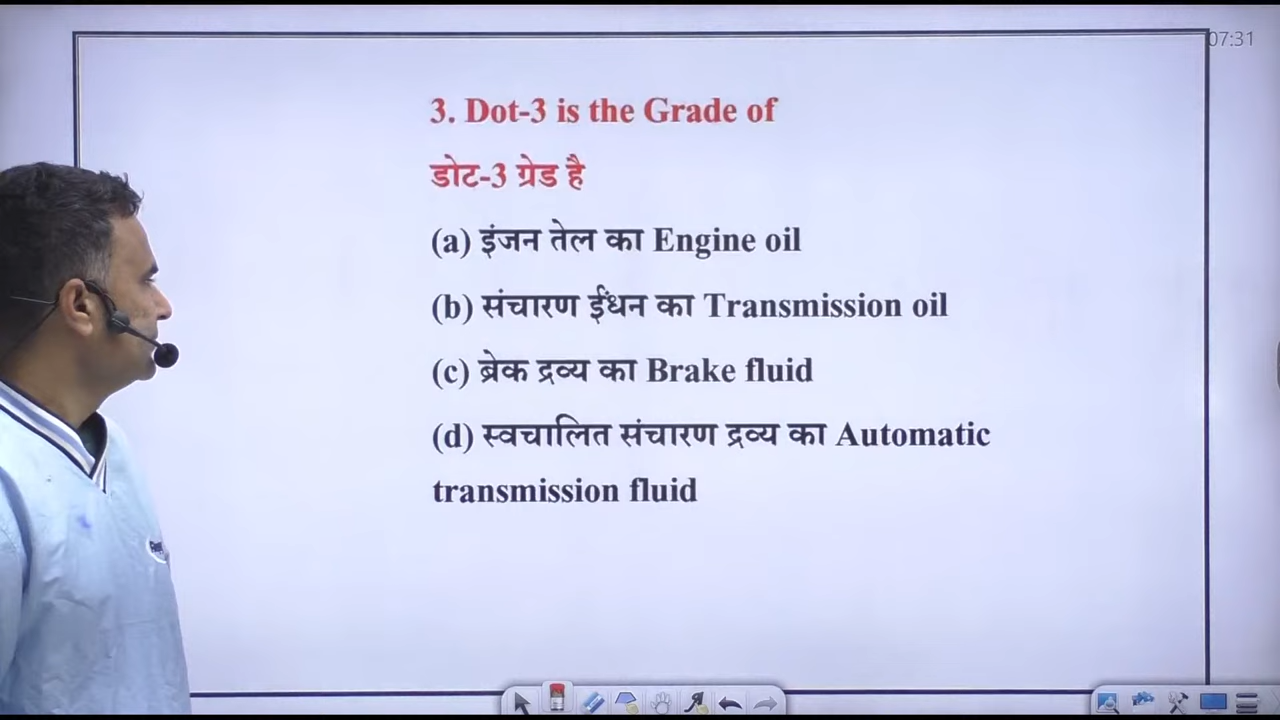 07:31
3. Dot-3 is the Grade of
डोट-3 ग्रेड है
(a) इंजन तेल का Engine oil
(b) संचारण ईंधन का Transmission oil
(c) ब्रेक द्रव्य का Brake fluid
(d) स्वचालित संचारण द्रव्य का Automatic
transmission fluid